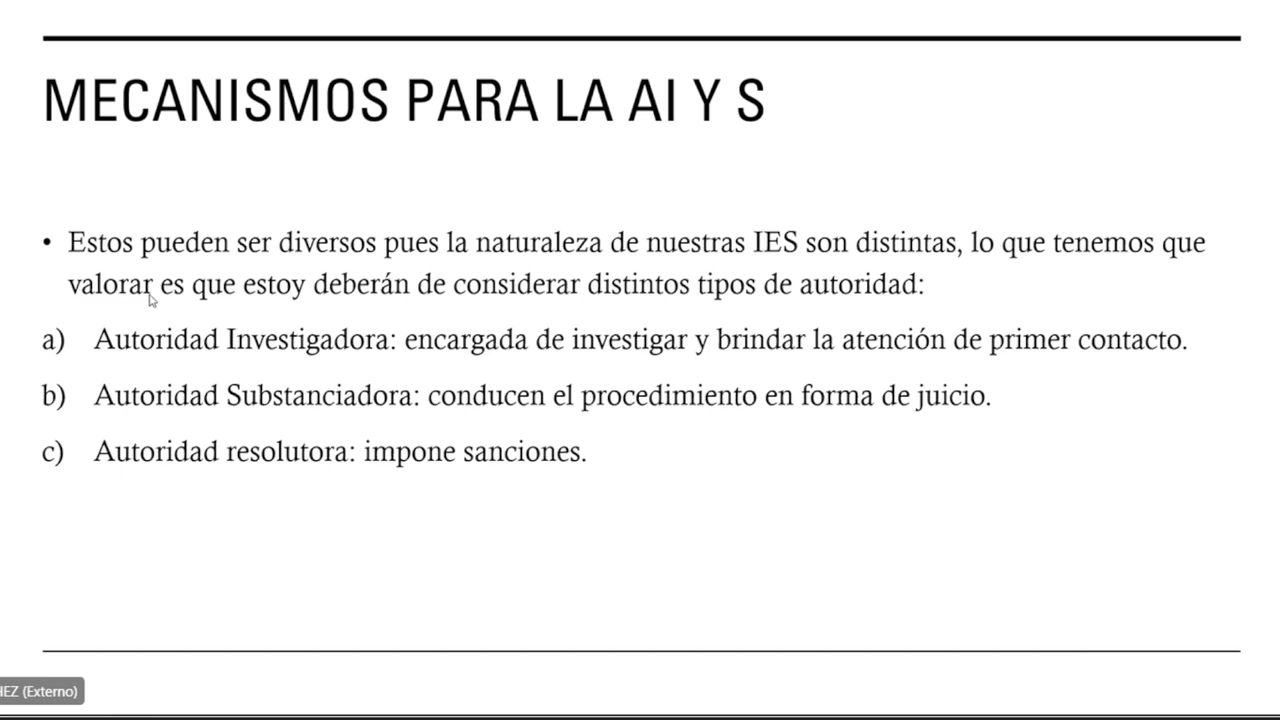 MECANISMOS PARA LA AI Y S
• Estos pueden ser diversos pues la naturaleza de nuestras IES son distintas, lo que tenemos que
valorar es que estoy deberán de considerar distintos tipos de autoridad:
a) Autoridad Investigadora: encargada de investigar y brindar la atención de primer contacto.
b) Autoridad Substanciadora: conducen el procedimiento en forma de juicio.
c) Autoridad resolutora: impone sanciones.
HEZ (Externo)